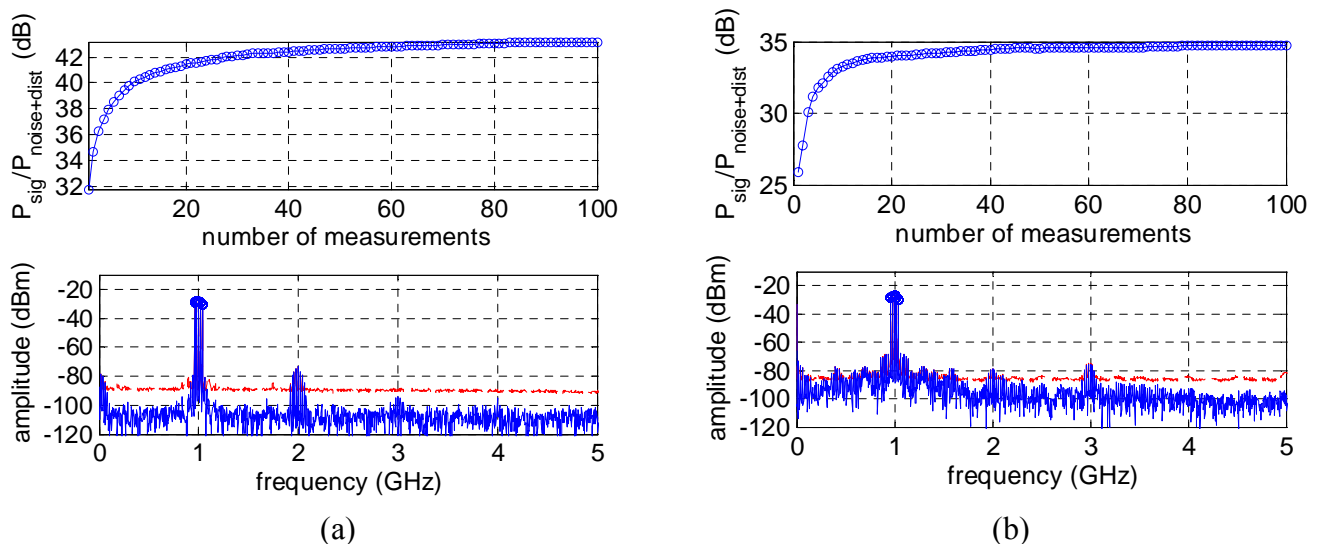 P_sig/P_noise+dist (dB)
42
40
38
36
34
32
20 40 60 80 100
number of measurements
amplitude (dBm)
-20
-40
-60
-80
-100
-120
0 1 2 3 4 5
frequency (GHz)
(a)
P_sig/P_noise+dist (dB)
35
30
25
0 20 40 60 80 100
number of measurements
amplitude (dBm)
-20
-40
-60
-80
-100
-120
0 1 2 3 4 5
frequency (GHz)
(b)